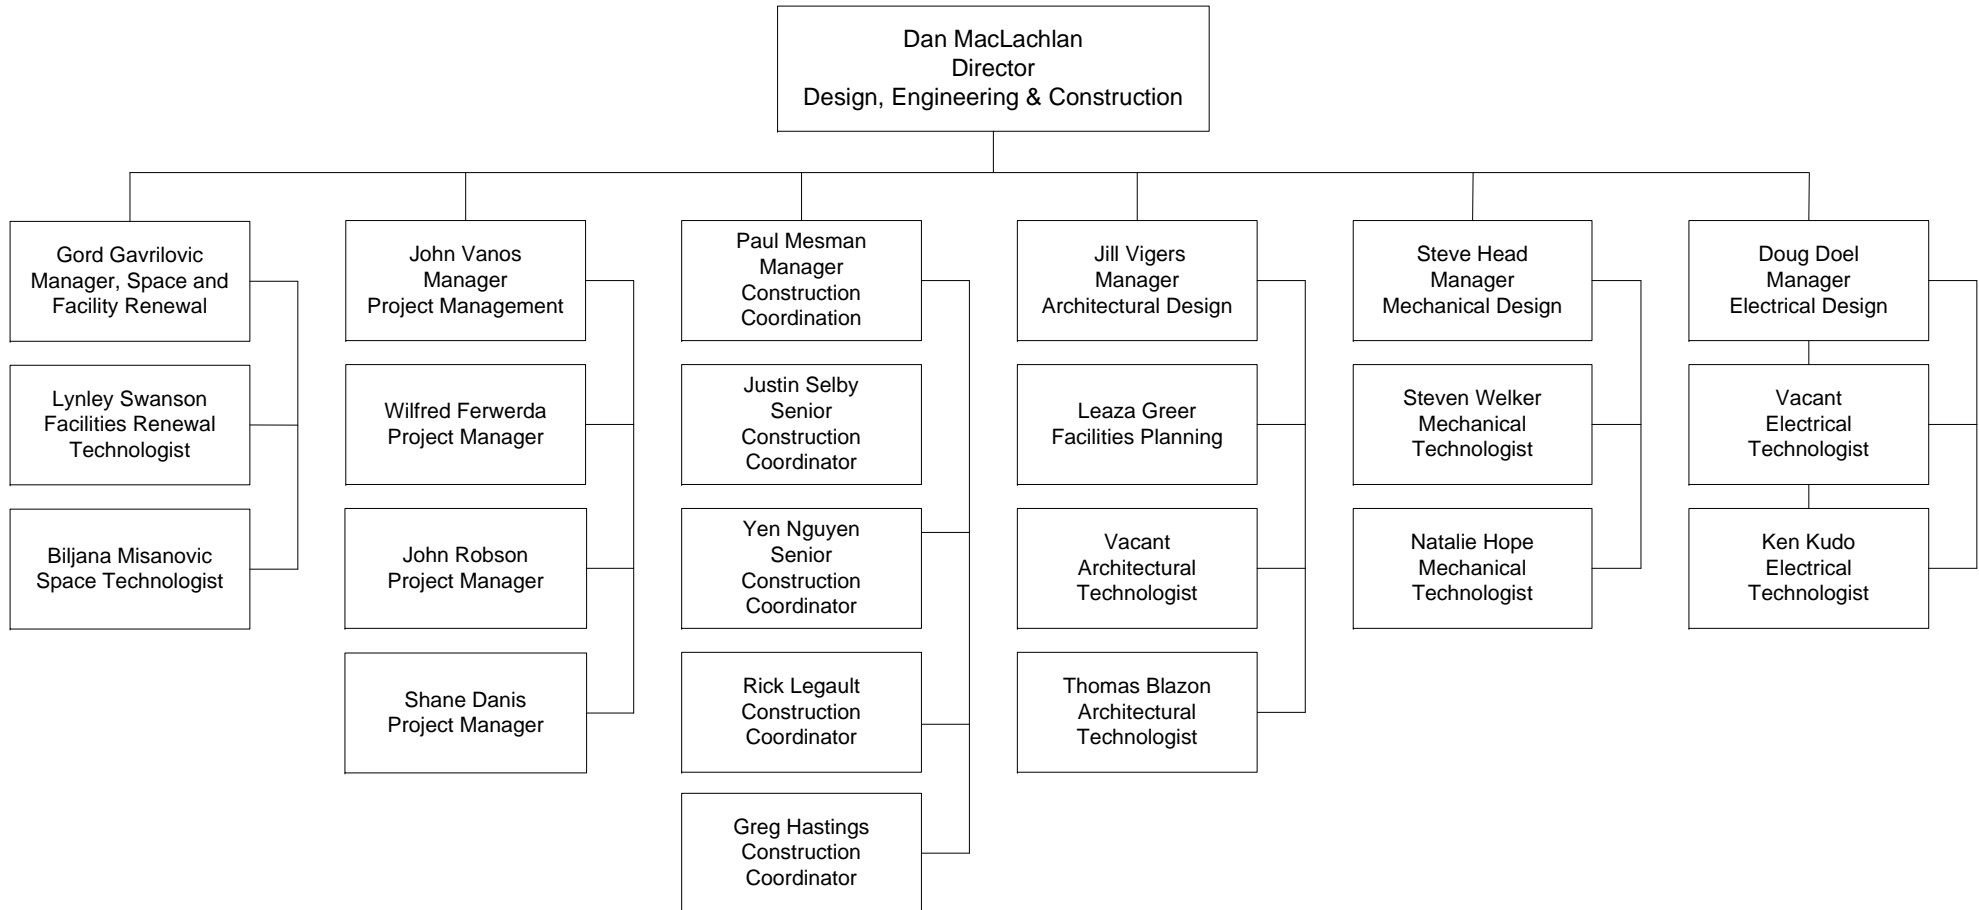 Dan MacLachlan
Director
Design, Engineering & Construction
Gord Gavrilovic
Manager, Space and
Facility Renewal
Lynley Swanson
Facilities Renewal
Technologist
Biljana Misanovic
Space Technologist
John Vanos
Manager
Project Management
Wilfred Ferwerda
Project Manager
John Robson
Project Manager
Shane Danis
Project Manager
Paul Mesman
Manager
Construction
Coordination
Justin Selby
Senior
Construction
Coordinator
Yen Nguyen
Senior
Construction
Coordinator
Rick Legault
Construction
Coordinator
Greg Hastings
Construction
Coordinator
Jill Vigers
Manager
Architectural Design
Leaza Greer
Facilities Planning
Vacant
Architectural
Technologist
Thomas Blazon
Architectural
Technologist
Steve Head
Manager
Mechanical Design
Steven Welker
Mechanical
Technologist
Natalie Hope
Mechanical
Technologist
Doug Doel
Manager
Electrical Design
Vacant
Electrical
Technologist
Ken Kudo
Electrical
Technologist